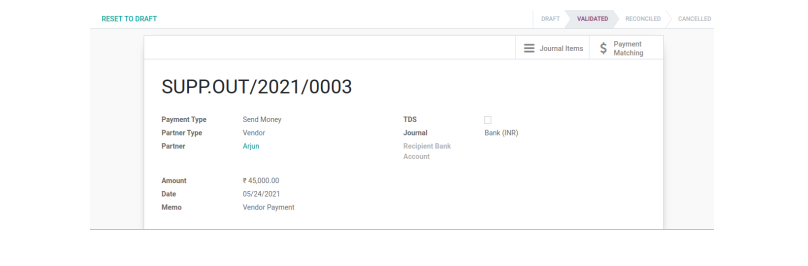 RESET TO DRAFT
DRAFT VALIDATED RECONCILED CANCELLED
Journal Items
Payment
Matching
SUPP.OUT/2021/0003
Payment Type Send Money TDS
Partner Type Vendor Journal Bank (INR)
Partner Arjun Recipient Bank
Account
Amount ₹ 45,000.00
Date 05/24/2021
Memo Vendor Payment